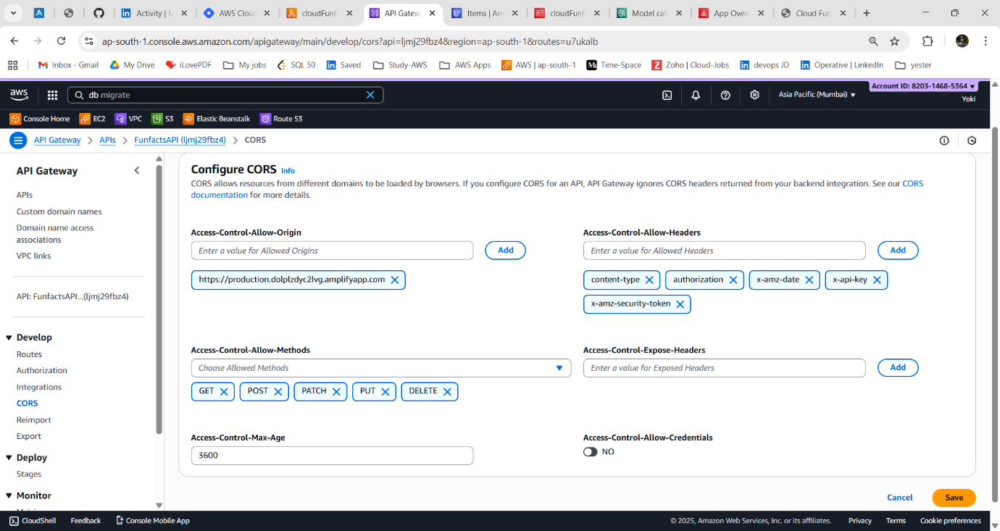 Activity | M
AWS Clou
cloudFunF
API Gatew
Items | Am
cloudFunF
Model cat
App Over
Cloud Fun
ap-south-1.console.aws.amazon.com/apigateway/main/develop/cors?api=ljmj29fbz4&region=ap-south-1&routes=u7ukalb
Inbox - Gmail
My Drive
iLovePDF
My jobs
SQL 50
Saved
Study-AWS
AWS Apps
AWS | ap-south-1
Time-Space
Zoho | Cloud-Jobs
devops JD
Operative | LinkedIn
yester
aws
db migrate
Asia Pacific (Mumbai)
Account ID: 8203-1468-5364
Yoki
Console Home
EC2
VPC
S3
Elastic Beanstalk
Route 53
API Gateway
APIs
FunfactsAPI (ljmj29fbz4)
CORS
API Gateway
APIs
Custom domain names
Domain name access
associations
VPC links
API: FunfactsAPI...(ljmj29fbz4)
Develop
Routes
Authorization
Integrations
CORS
Reimport
Export
Deploy
Stages
Monitor
Configure CORS Info
CORS allows resources from different domains to be loaded by browsers. If you configure CORS for an API, API Gateway ignores CORS headers returned from your backend integration. See our CORS
documentation for more details.
Access-Control-Allow-Origin
Enter a value for Allowed Origins
Add
https://production.dolplzdyc2lvg.amplifyapp.com
Access-Control-Allow-Headers
Enter a value for Allowed Headers
Add
content-type
authorization
x-amz-date
x-api-key
x-amz-security-token
Access-Control-Allow-Methods
Choose Allowed Methods
GET
POST
PATCH
PUT
DELETE
Access-Control-Expose-Headers
Enter a value for Exposed Headers
Add
Access-Control-Max-Age
3600
Access-Control-Allow-Credentials
NO
Cancel
Save
CloudShell
Feedback
Console Mobile App
© 2025, Amazon Web Services, Inc. or its affiliates.
Privacy
Terms
Cookie preferences